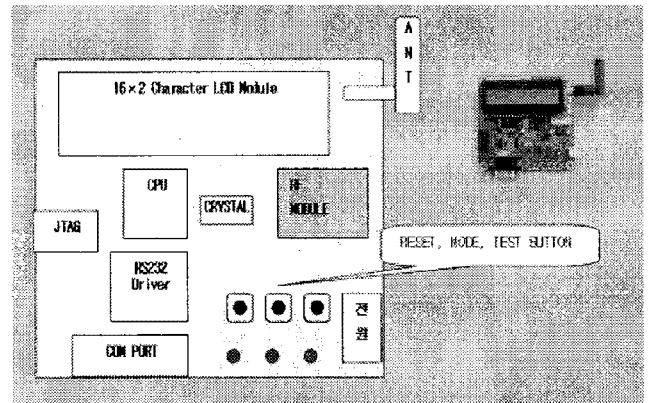 A
N
T
16×2 Character LCD Module
CPU
CRYSTAL
RF
MODULE
JTAG
RESET, MODE, TEST BUTTON
RS232
Driver
전
원
COM PORT